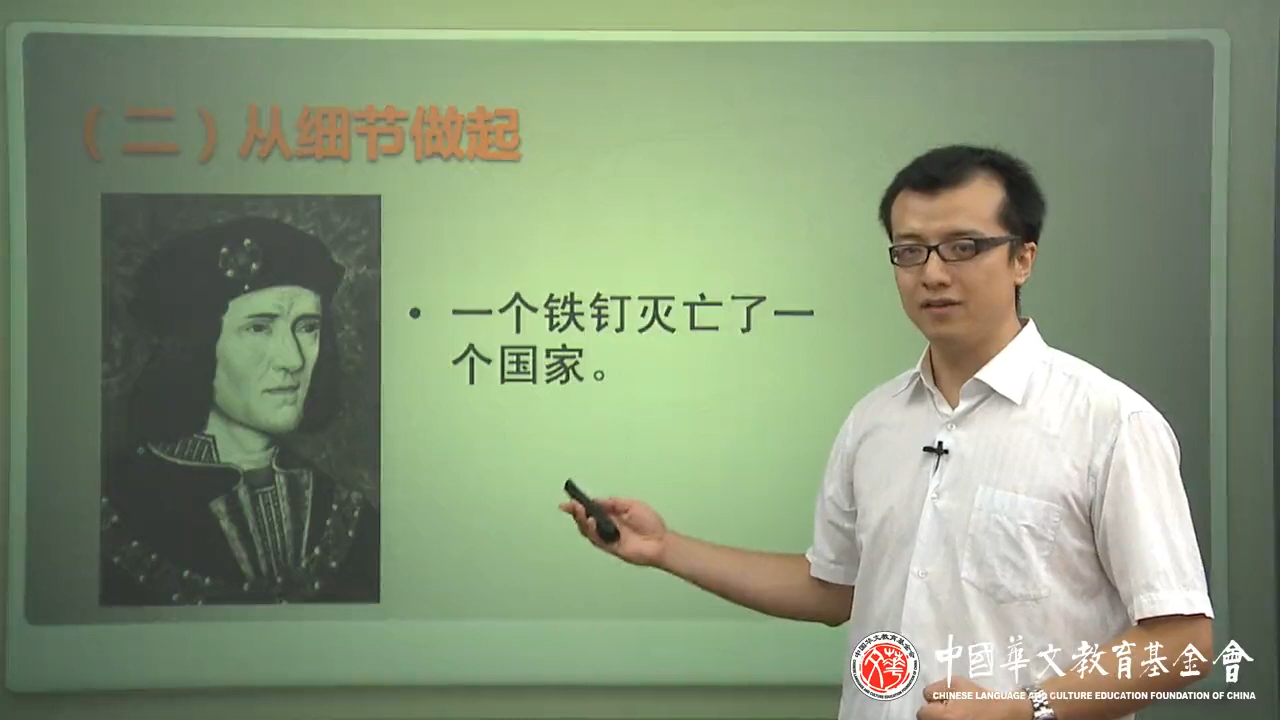 （二）从细节做起
• 一个铁钉灭亡了一
个国家。
中國華文教育基金會
CHINESE LANGUAGE AND CULTURE EDUCATION FOUNDATION OF CHINA